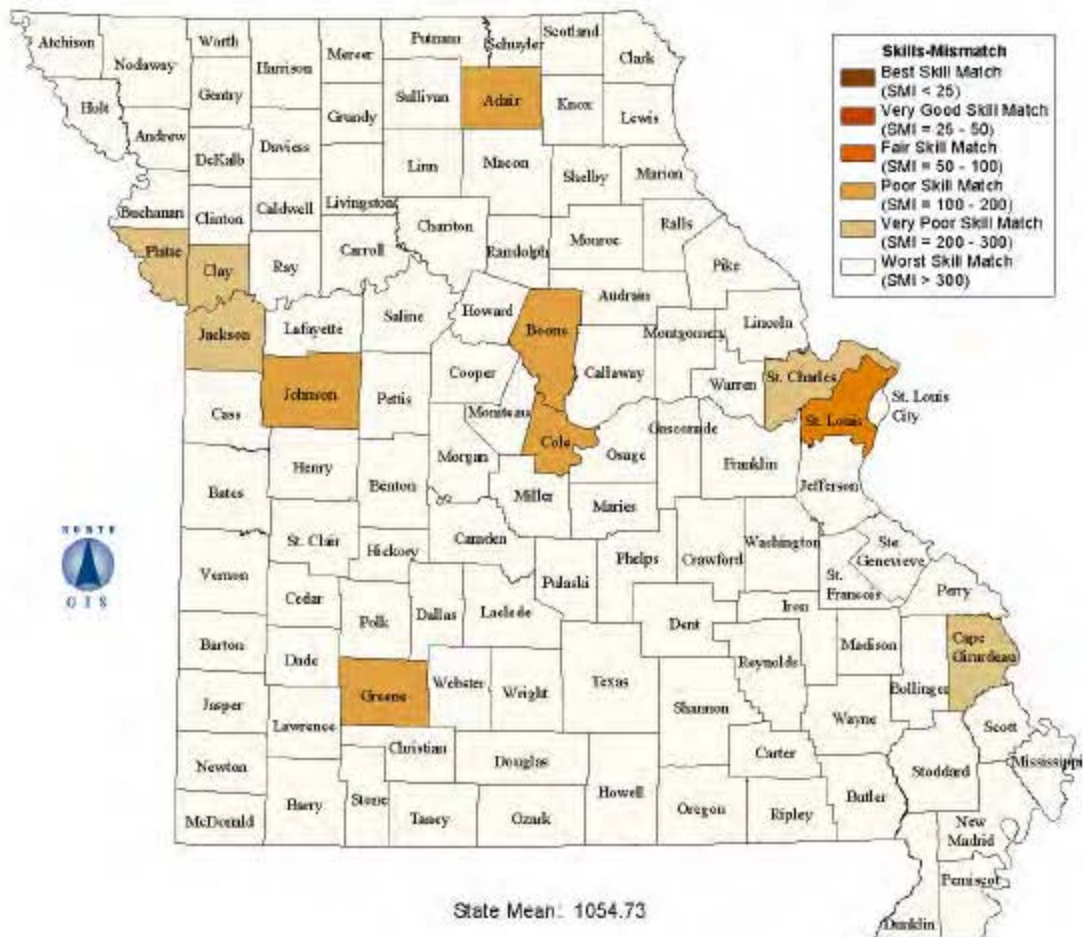 Skills-Mismatch
Best Skill Match
(SMI < 25)
Very Good Skill Match
(SMI = 25 - 50)
Fair Skill Match
(SMI = 50 - 100)
Poor Skill Match
(SMI = 100 - 200)
Very Poor Skill Match
(SMI = 200 - 300)
Worst Skill Match
(SMI > 300)
Atchison
Nodaway
Worth
Harrison
Mercer
Putnam
Schuyler
Scotland
Clark
Holt
Gentry
Grundy
Sullivan
Adair
Knox
Lewis
Andrew
DeKalb
Daviess
Linn
Macon
Shelby
Marion
Buchanan
Clinton
Caldwell
Livingston
Chariton
Randolph
Monroe
Ralls
Platte
Clay
Ray
Carroll
Pike
Jackson
Lafayette
Saline
Howard
Boone
Audrain
Montgomery
Lincoln
Cass
Johnson
Pettis
Cooper
Moniteau
Callaway
Warren
St. Charles
St. Louis
St. Louis
City
Cole
Osage
Gasconade
Franklin
Jefferson
Bates
Henry
Benton
Morgan
Miller
Maries
NORTH
GIS
Vernon
St. Clair
Hickory
Camden
Pulaski
Phelps
Crawford
Washington
Ste.
Genevieve
St.
Francois
Perry
Cedar
Polk
Dallas
Laclede
Dent
Iron
Madison
Cape
Girardeau
Barton
Dade
Greene
Webster
Wright
Texas
Shannon
Reynolds
Wayne
Bollinger
Jasper
Lawrence
Christian
Douglas
Howell
Carter
Stoddard
Scott
Mississippi
Newton
McDonald
Barry
Stone
Taney
Ozark
Oregon
Ripley
Butler
New
Madrid
Pemiscot
Dunklin
State Mean: 1054.73